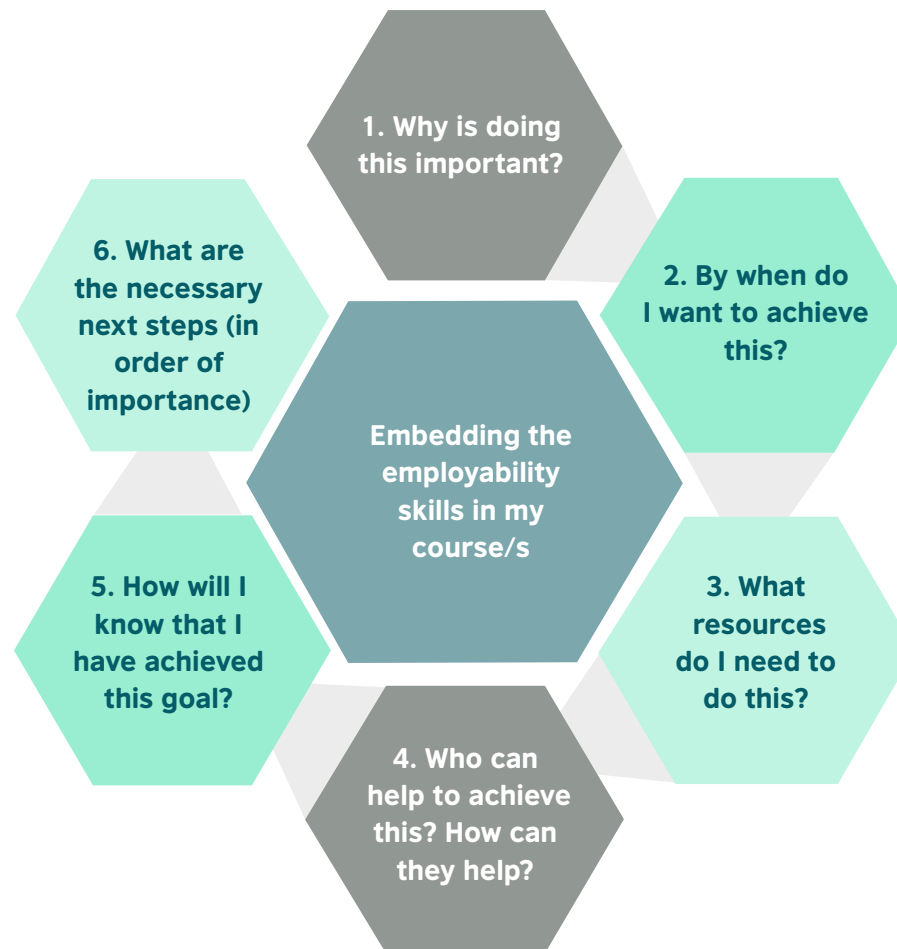 1. Why is doing
this important?
2. By when do
I want to achieve
this?
3. What
resources
do I need to
do this?
4. Who can
help to achieve
this? How can
they help?
5. How will I
know that I
have achieved
this goal?
6. What are
the necessary
next steps (in
order of
importance)
Embedding the
employability
skills in my
course/s